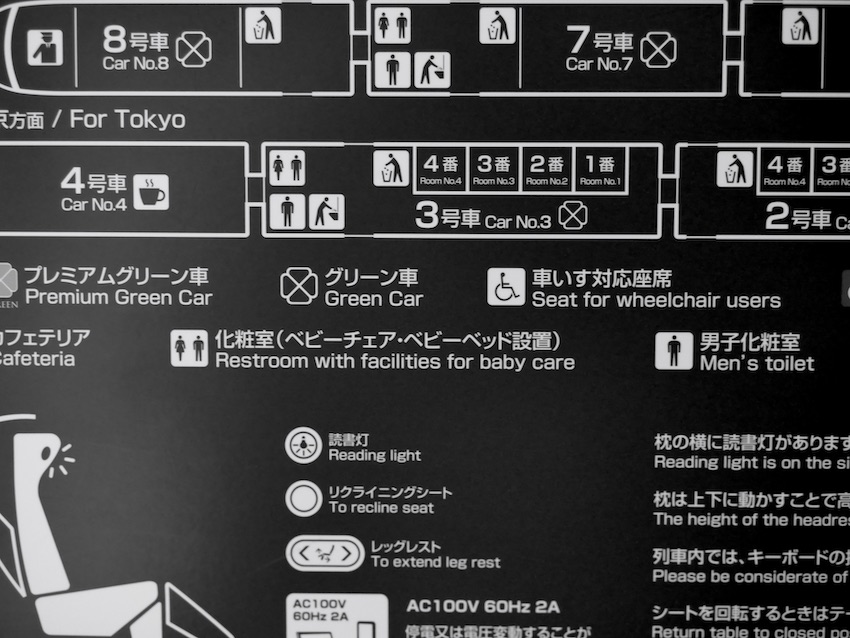 8号車
Car No.8
7号車
Car No.7
京方面 / For Tokyo
4号車
Car No.4
4番 3番 2番 1番
Room No.4 Room No.3 Room No.2 Room No.1
3号車 Car No.3
4番
Room No.4
2号車
プレミアムグリーン車
Premium Green Car
グリーン車
Green Car
車いす対応座席
Seat for wheelchair users
カフェテリア
Cafeteria
化粧室（ベビーチェア・ベビーベッド設置）
Restroom with facilities for baby care
男子化粧室
Men's toilet
読書灯
Reading light
リクライニングシート
To recline seat
レッグレスト
To extend leg rest
AC100V
60Hz 2A
AC100V 60Hz 2A
停電又は電圧変動することが
枕の横に読書灯があります
Reading light is on the si
枕は上下に動かすことで高
The height of the headres
列車内では、キーボードの
Please be considerate of
シートを回転するときはテー
Return table to closed po